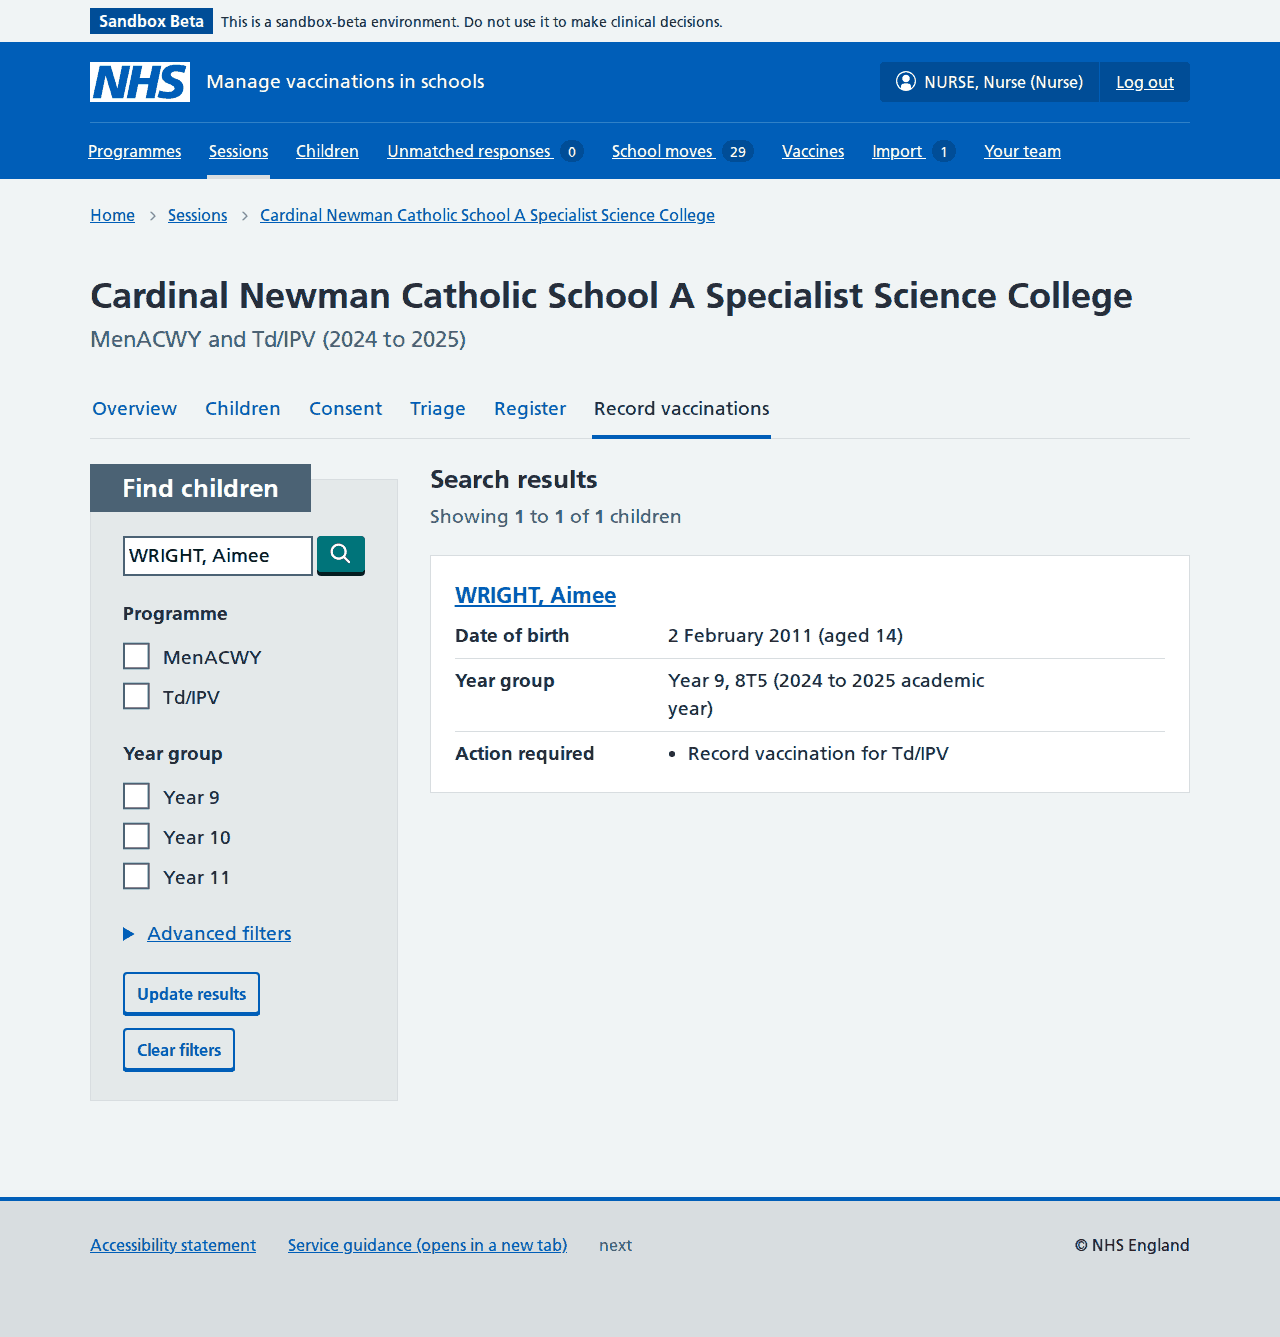 Sandbox Beta This is a sandbox-beta environment. Do not use it to make clinical decisions.
NHS Manage vaccinations in schools NURSE, Nurse (Nurse) Log out
Programmes Sessions Children Unmatched responses 0 School moves 29 Vaccines Import 1 Your team
Home Sessions Cardinal Newman Catholic School A Specialist Science College
Cardinal Newman Catholic School A Specialist Science College
MenACWY and Td/IPV (2024 to 2025)
Overview Children Consent Triage Register Record vaccinations
Find children
WRIGHT, Aimee
Programme
MenACWY
Td/IPV
Year group
Year 9
Year 10
Year 11
Advanced filters
Update results
Clear filters
Search results
Showing 1 to 1 of 1 children
WRIGHT, Aimee
Date of birth 2 February 2011 (aged 14)
Year group Year 9, 8T5 (2024 to 2025 academic
year)
Action required • Record vaccination for Td/IPV
Accessibility statement Service guidance (opens in a new tab) next © NHS England